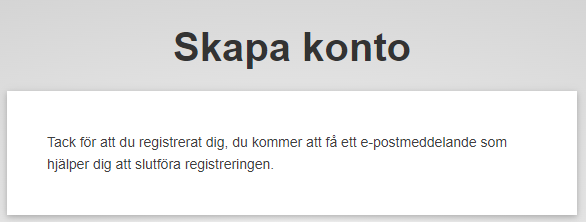 Skapa konto
Tack för att du registrerat dig, du kommer att få ett e-postmeddelande som
hjälper dig att slutföra registreringen.